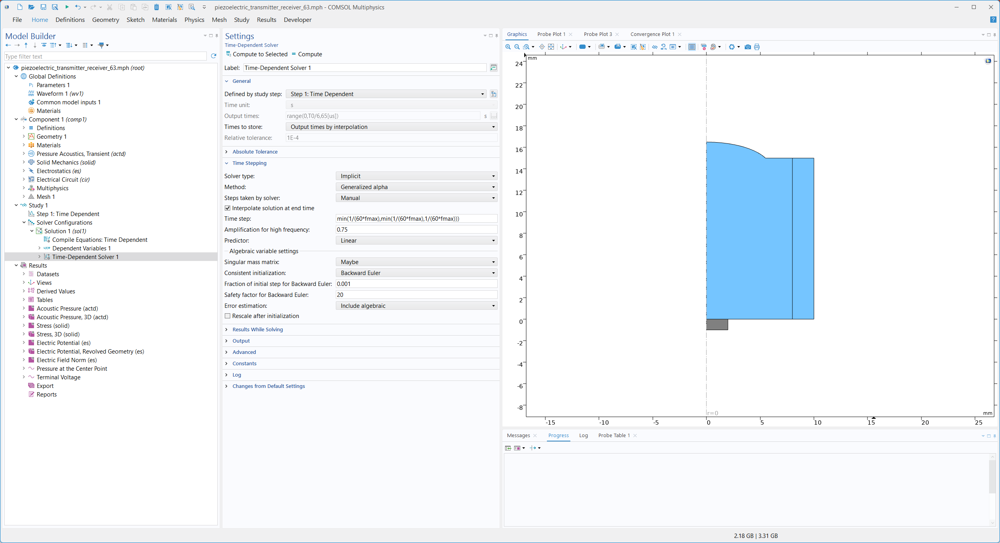 piezoelectric_transmitter_receiver_63.mph - COMSOL Multiphysics
File Home Definitions Geometry Sketch Materials Physics Mesh Study Results Developer
Model Builder
Type filter text
piezoelectric_transmitter_receiver_63.mph (root)
Global Definitions
Parameters 1
Waveform 1 (wv1)
Common model inputs 1
Materials
Component 1 (comp1)
Definitions
Geometry 1
Materials
Pressure Acoustics, Transient (actd)
Solid Mechanics (solid)
Electrostatics (es)
Electrical Circuit (cir)
Multiphysics
Mesh 1
Study 1
Step 1: Time Dependent
Solver Configurations
Solution 1 (sol1)
Compile Equations: Time Dependent
Dependent Variables 1
Time-Dependent Solver 1
Results
Datasets
Views
Derived Values
Tables
Acoustic Pressure (actd)
Acoustic Pressure, 3D (actd)
Stress (solid)
Stress, 3D (solid)
Electric Potential (es)
Electric Potential, Revolved Geometry (es)
Electric Field Norm (es)
Pressure at the Center Point
Terminal Voltage
Export
Reports
Settings
Time-Dependent Solver
Compute to Selected = Compute
Label: Time-Dependent Solver 1
General
Defined by study step: Step 1: Time Dependent
Time unit: s
Output times: range(0,T0/6,65[us]) s
Times to store: Output times by interpolation
Relative tolerance: 1E-4
Absolute Tolerance
Time Stepping
Solver type: Implicit
Method: Generalized alpha
Steps taken by solver: Manual
Interpolate solution at end time
Time step: min(1/(60*fmax),min(1/(60*fmax),1/(60*fmax)))
Amplification for high frequency: 0.75
Predictor: Linear
Algebraic variable settings
Singular mass matrix: Maybe
Consistent initialization: Backward Euler
Fraction of initial step for Backward Euler: 0.001
Safety factor for Backward Euler: 20
Error estimation: Include algebraic
Rescale after initialization
Results While Solving
Output
Advanced
Constants
Log
Changes from Default Settings
Graphics Probe Plot 1 Probe Plot 3 Convergence Plot 1
mm
24
22
20
18
16
14
12
10
8
6
4
2
0
-2
-4
-6
-8
r=0
mm
-15 -10 -5 0 5 10 15 20 25
Messages Progress Log Probe Table 1
2.18 GB | 3.31 GB